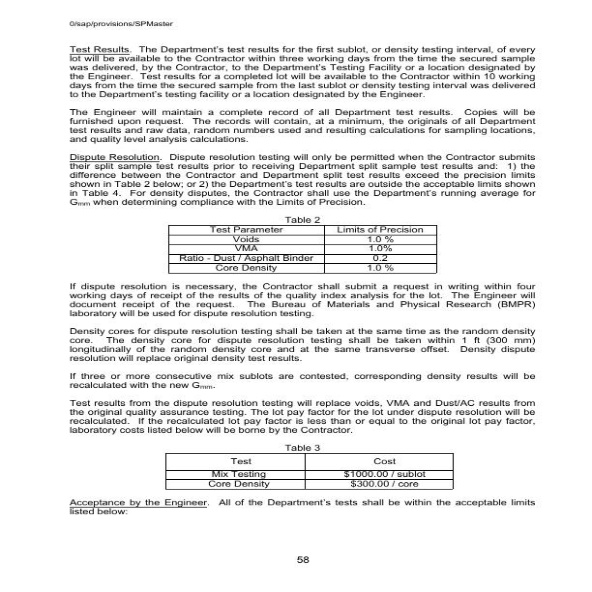 0/sap/provisions/SPMaster
Test Results. The Department's test results for the first sublot, or density testing interval, of every
lot will be available to the Contractor within three working days from the time the secured sample
was delivered, by the Contractor, to the Department's Testing Facility or a location designated by
the Engineer. Test results for a completed lot will be available to the Contractor within 10 working
days from the time the secured sample from the last sublot or density testing interval was delivered
to the Department's testing facility or a location designated by the Engineer.
The Engineer will maintain a complete record of all Department test results. Copies will be
furnished upon request. The records will contain, at a minimum, the originals of all Department
test results and raw data, random numbers used and resulting calculations for sampling locations,
and quality level analysis calculations.
Dispute Resolution. Dispute resolution testing will only be permitted when the Contractor submits
their split sample test results prior to receiving Department split sample test results and: 1) the
difference between the Contractor and Department split test results exceed the precision limits
shown in Table 2 below; or 2) the Department's test results are outside the acceptable limits shown
in Table 4. For density disputes, the Contractor shall use the Department's running average for
Gmm when determining compliance with the Limits of Precision.
Table 2
Test Parameter Limits of Precision
Voids 1.0 %
VMA 1.0%
Ratio - Dust / Asphalt Binder 0.2
Core Density 1.0 %
If dispute resolution is necessary, the Contractor shall submit a request in writing within four
working days of receipt of the results of the quality index analysis for the lot. The Engineer will
document receipt of the request. The Bureau of Materials and Physical Research (BMPR)
laboratory will be used for dispute resolution testing.
Density cores for dispute resolution testing shall be taken at the same time as the random density
core. The density core for dispute resolution testing shall be taken within 1 ft (300 mm)
longitudinally of the random density core and at the same transverse offset. Density dispute
resolution will replace original density test results.
If three or more consecutive mix sublots are contested, corresponding density results will be
recalculated with the new Gmm.
Test results from the dispute resolution testing will replace voids, VMA and Dust/AC results from
the original quality assurance testing. The lot pay factor for the lot under dispute resolution will be
recalculated. If the recalculated lot pay factor is less than or equal to the original lot pay factor,
laboratory costs listed below will be borne by the Contractor.
Table 3
Test Cost
Mix Testing $1000.00 / sublot
Core Density $300.00 / core
Acceptance by the Engineer. All of the Department's tests shall be within the acceptable limits
listed below:
58